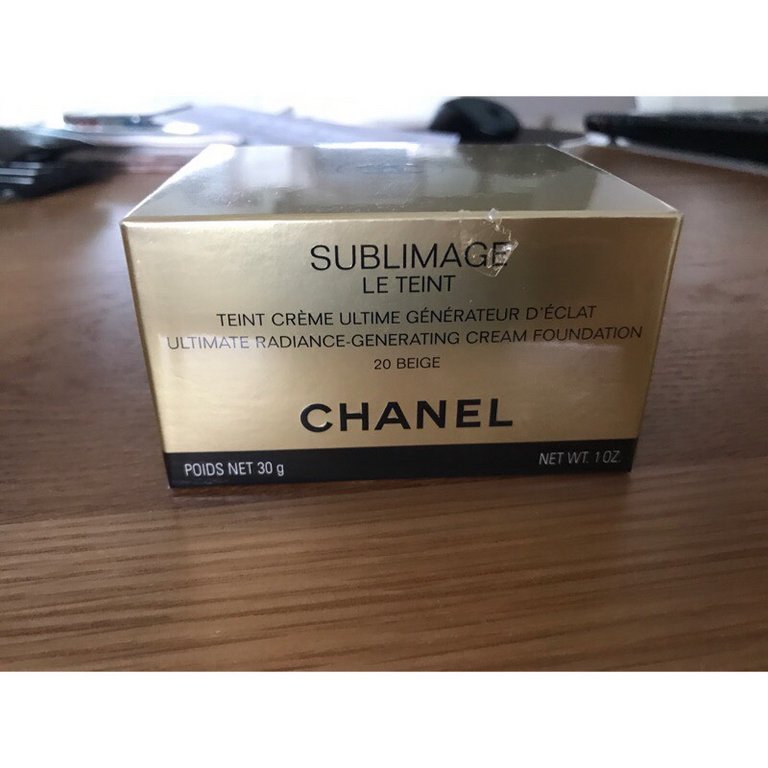 SUBLIMAGE
LE TEINT
TEINT CRÈME ULTIME GÉNÉRATEUR D'ÉCLAT
ULTIMATE RADIANCE-GENERATING CREAM FOUNDATION
20 BEIGE
CHANEL
POIDS NET 30 g
NET WT. 1 OZ.